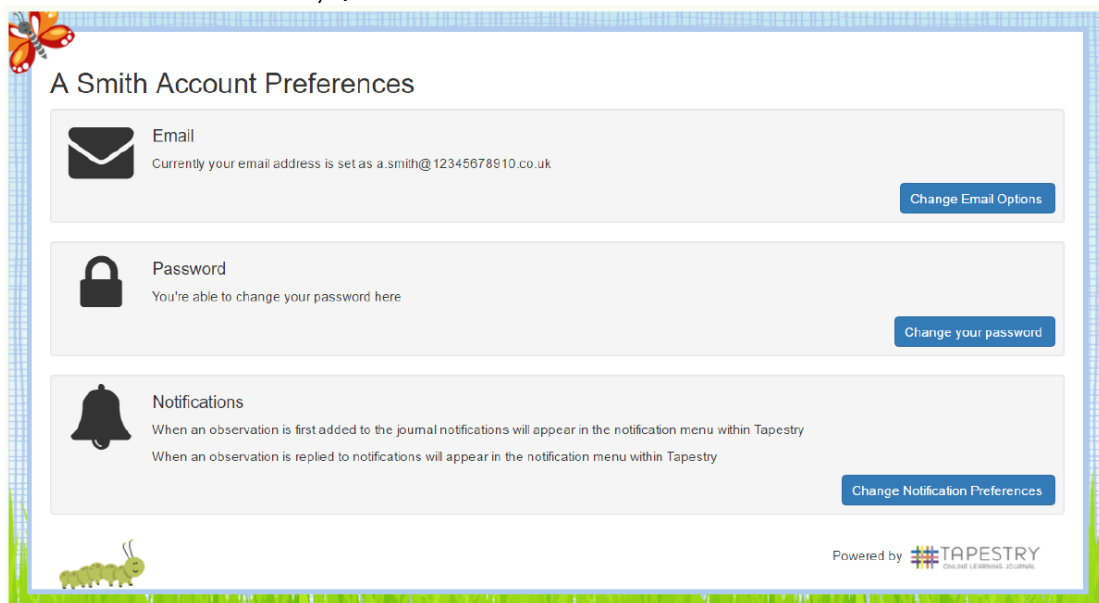 A Smith Account Preferences
Email
Currently your email address is set as a.smith@12345678910.co.uk
Change Email Options
Password
You're able to change your password here
Change your password
Notifications
When an observation is first added to the journal notifications will appear in the notification menu within Tapestry
When an observation is replied to notifications will appear in the notification menu within Tapestry
Change Notification Preferences
Powered by TAPESTRY
ONLINE LEARNING JOURNAL